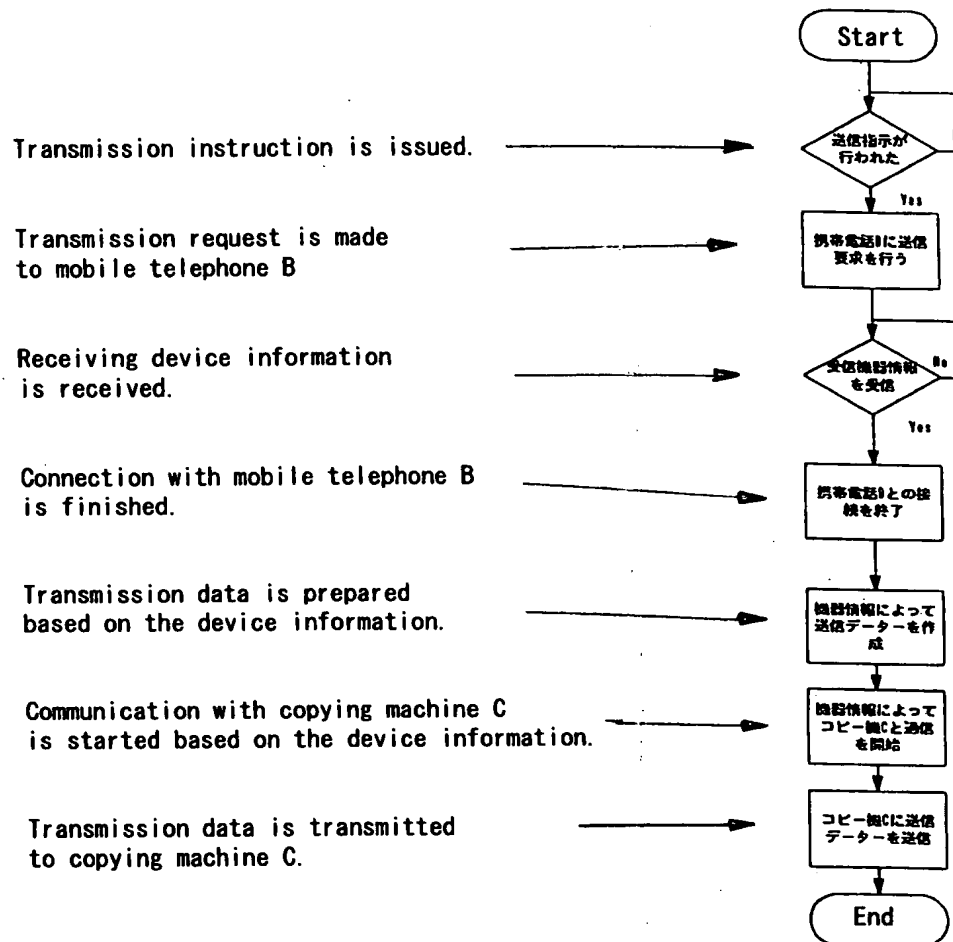 Start
Transmission instruction is issued.
送信指示が
行われた
Yes
Transmission request is made
to mobile telephone B
携帯電話Bに送信
要求を行う
Receiving device information
is received.
受信機器情報
を受信
No
Yes
Connection with mobile telephone B
is finished.
携帯電話Bとの接
続を終了
Transmission data is prepared
based on the device information.
機器情報によって
送信データーを作
成
Communication with copying machine C
is started based on the device information.
機器情報によって
コピー機Cと通信
を開始
Transmission data is transmitted
to copying machine C.
コピー機Cに送信
データーを送信
End